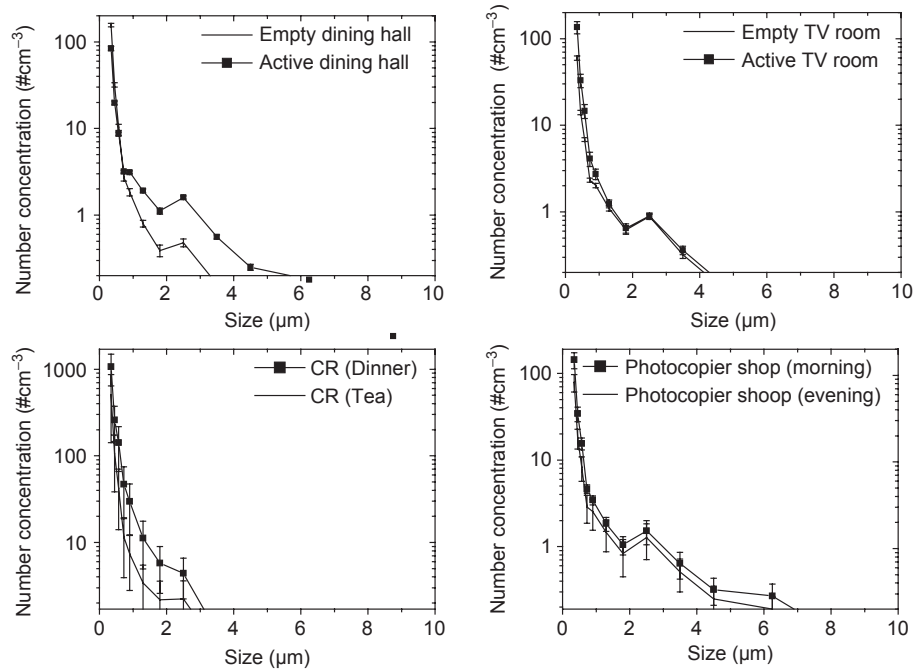 Number concentration (#cm⁻³)
100
10
1
Empty dining hall
Active dining hall
0 2 4 6 8 10
Size (µm)
Number concentration (#cm⁻³)
100
10
1
Empty TV room
Active TV room
0 2 4 6 8 10
Size (µm)
Number concentration (#cm⁻³)
1000
100
10
CR (Dinner)
CR (Tea)
0 2 4 6 8 10
Size (µm)
Number concentration (#cm⁻³)
100
10
1
Photocopier shop (morning)
Photocopier shoop (evening)
0 2 4 6 8 10
Size (µm)